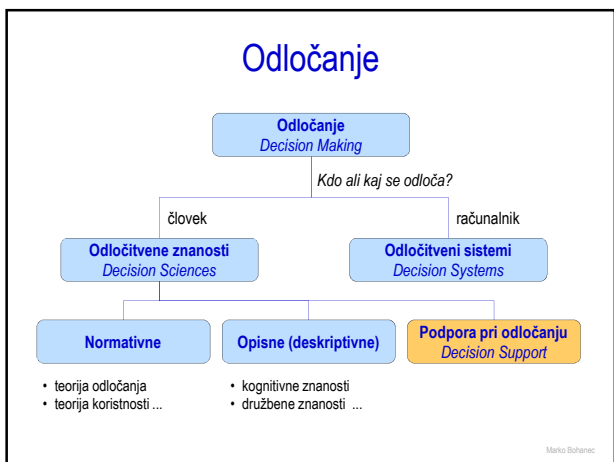 Odločanje
Odločanje
Decision Making
Kdo ali kaj se odloča?
človek
računalnik
Odločitvene znanosti
Decision Sciences
Odločitveni sistemi
Decision Systems
Normativne
Opisne (deskriptivne)
Podpora pri odločanju
Decision Support
• teorija odločanja
• teorija koristnosti ...
• kognitivne znanosti
• družbene znanosti ...
Marko Bohanec